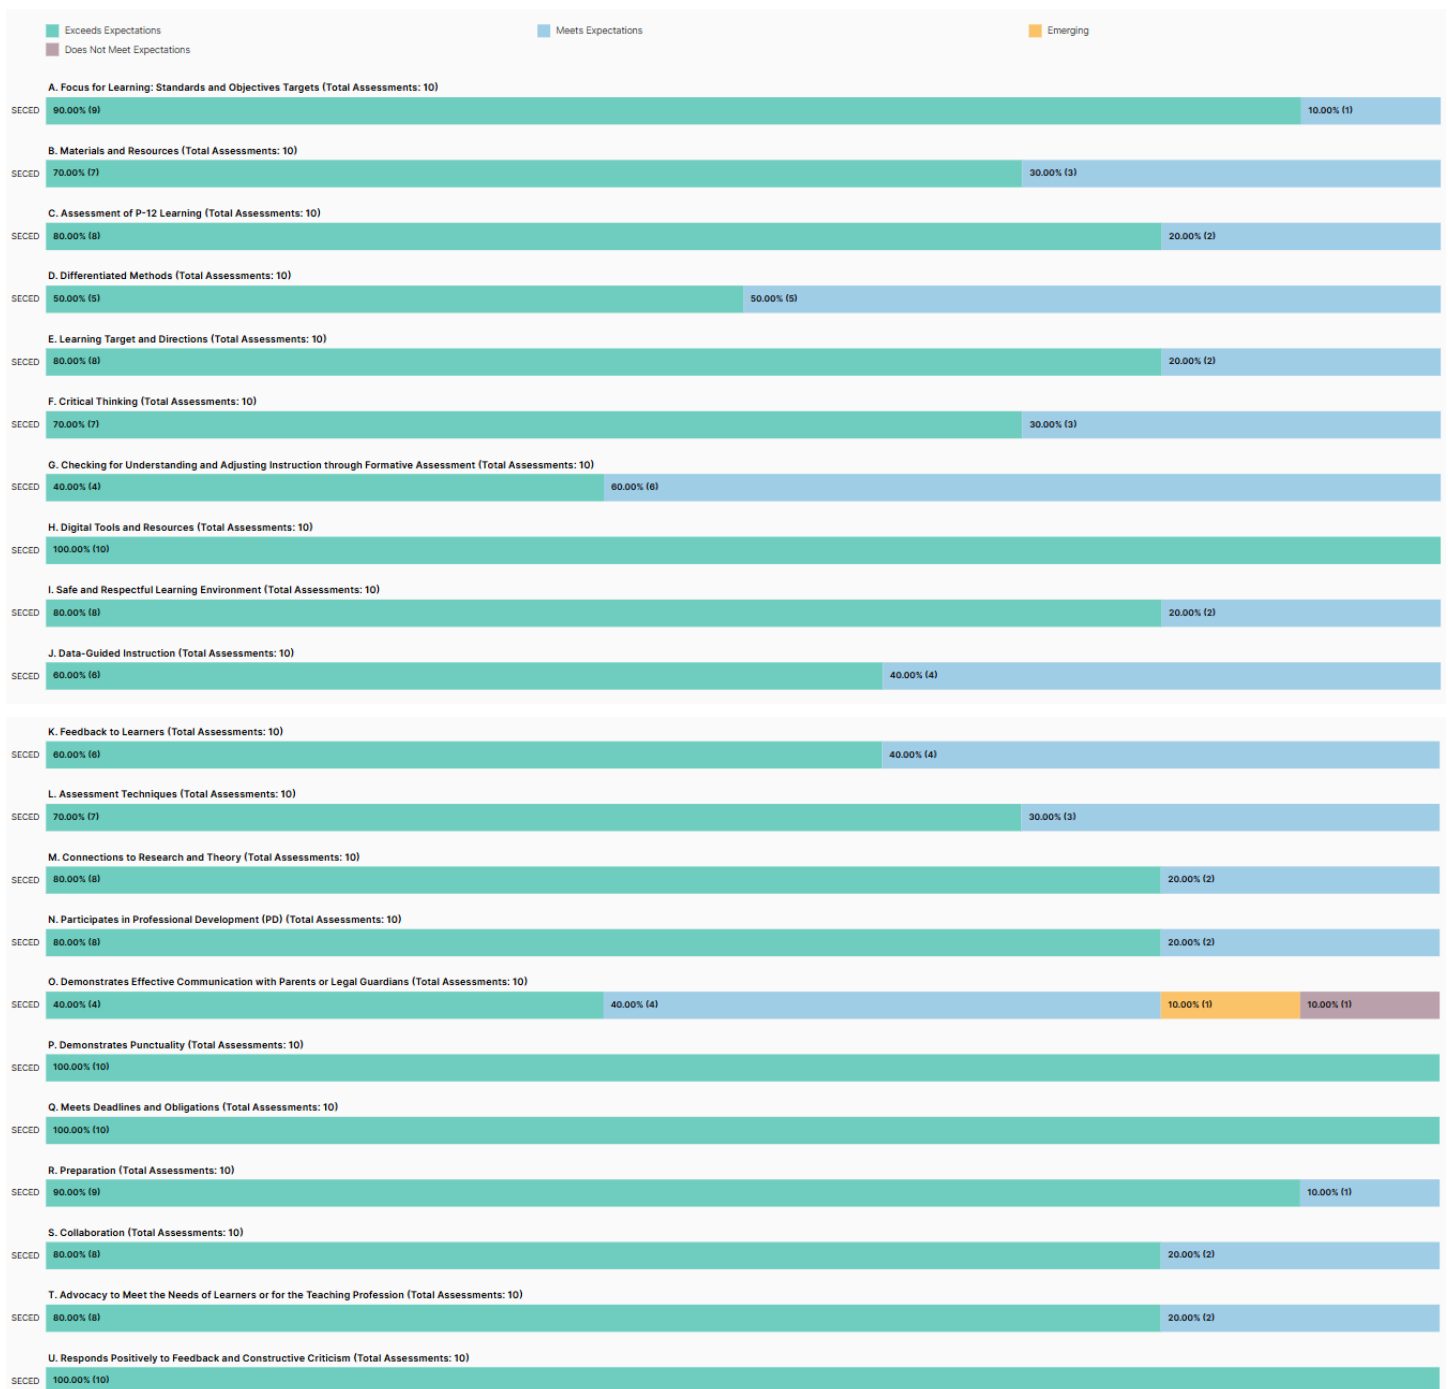 Exceeds Expectations Meets Expectations Emerging
Does Not Meet Expectations
A. Focus for Learning: Standards and Objectives Targets (Total Assessments: 10)
SECED 90.00% (9) 10.00% (1)
B. Materials and Resources (Total Assessments: 10)
SECED 70.00% (7) 30.00% (3)
C. Assessment of P-12 Learning (Total Assessments: 10)
SECED 80.00% (8) 20.00% (2)
D. Differentiated Methods (Total Assessments: 10)
SECED 50.00% (5) 50.00% (5)
E. Learning Target and Directions (Total Assessments: 10)
SECED 80.00% (8) 20.00% (2)
F. Critical Thinking (Total Assessments: 10)
SECED 70.00% (7) 30.00% (3)
G. Checking for Understanding and Adjusting Instruction through Formative Assessment (Total Assessments: 10)
SECED 40.00% (4) 60.00% (6)
H. Digital Tools and Resources (Total Assessments: 10)
SECED 100.00% (10)
I. Safe and Respectful Learning Environment (Total Assessments: 10)
SECED 80.00% (8) 20.00% (2)
J. Data-Guided Instruction (Total Assessments: 10)
SECED 60.00% (6) 40.00% (4)
K. Feedback to Learners (Total Assessments: 10)
SECED 60.00% (6) 40.00% (4)
L. Assessment Techniques (Total Assessments: 10)
SECED 70.00% (7) 30.00% (3)
M. Connections to Research and Theory (Total Assessments: 10)
SECED 80.00% (8) 20.00% (2)
N. Participates in Professional Development (PD) (Total Assessments: 10)
SECED 80.00% (8) 20.00% (2)
O. Demonstrates Effective Communication with Parents or Legal Guardians (Total Assessments: 10)
SECED 40.00% (4) 40.00% (4) 10.00% (1) 10.00% (1)
P. Demonstrates Punctuality (Total Assessments: 10)
SECED 100.00% (10)
Q. Meets Deadlines and Obligations (Total Assessments: 10)
SECED 100.00% (10)
R. Preparation (Total Assessments: 10)
SECED 90.00% (9) 10.00% (1)
S. Collaboration (Total Assessments: 10)
SECED 80.00% (8) 20.00% (2)
T. Advocacy to Meet the Needs of Learners or for the Teaching Profession (Total Assessments: 10)
SECED 80.00% (8) 20.00% (2)
U. Responds Positively to Feedback and Constructive Criticism (Total Assessments: 10)
SECED 100.00% (10)